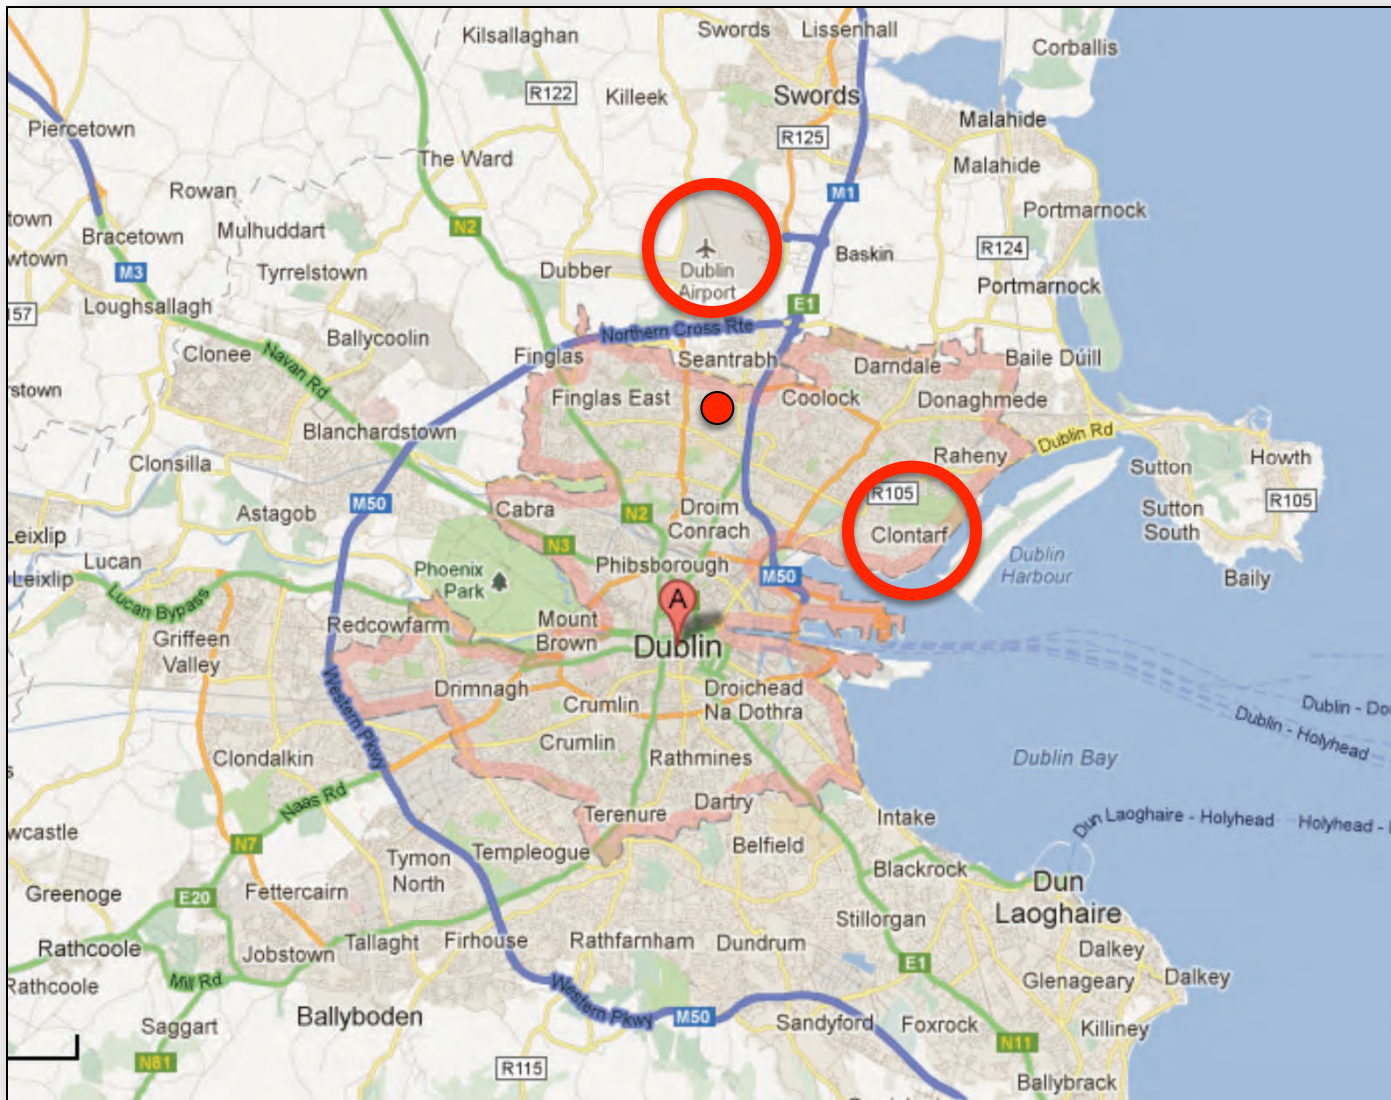 Kilsallaghan
Swords
Lissenhall
Corballis
R122
Killeek
Swords
Malahide
Piercetown
R125
The Ward
Malahide
Rowan
M1
town
Mulhuddart
N2
Portmarnock
Bracetown
R124
Baskin
wtown
M3
Tyrrelstown
Dubber
Dublin
Airport
Portmarnock
157
Loughsallagh
E1
Northern Cross Rte
Ballycoolin
Clonee
Navan Rd
Finglas
Seantrabh
Darndale
Baile Dúill
rstown
Finglas East
Coolock
Donaghmede
Blanchardstown
Dublin Rd
Clonsilla
Raheny
Sutton
Howth
M50
R105
R105
Astagob
Cabra
N2
Droim
Conrach
Sutton
South
Leixlip
Clontarf
Lucan
N3
Dublin
Harbour
Leixlip
Phoenix
Park
Phibsborough
M50
Baily
Lucan Bypass
A
Redcowfarm
Mount
Brown
Dublin
Griffeen
Valley
Drimnagh
Droichead
Na Dothra
Crumlin
Western Pkwy
Dublin - Do
Dublin - Holyhead
Crumlin
Clondalkin
Rathmines
Dublin Bay
s
Naas Rd
Dartry
Terenure
Intake
Dun Laoghaire - Holyhead
Holyhead -
wcastle
N7
Templeogue
Belfield
Tymon
North
Blackrock
Greenoge
E20
Fettercairn
Dun
Laoghaire
Stillorgan
Rathcoole
Jobstown
Tallaght
Firhouse
Rathfarnham
Dundrum
Dalkey
E1
Mill Rd
Glenageary
Dalkey
Rathcoole
Western Pkwy
M50
Ballyboden
Saggart
Sandyford
Foxrock
Killiney
N11
N81
R115
Ballybrack